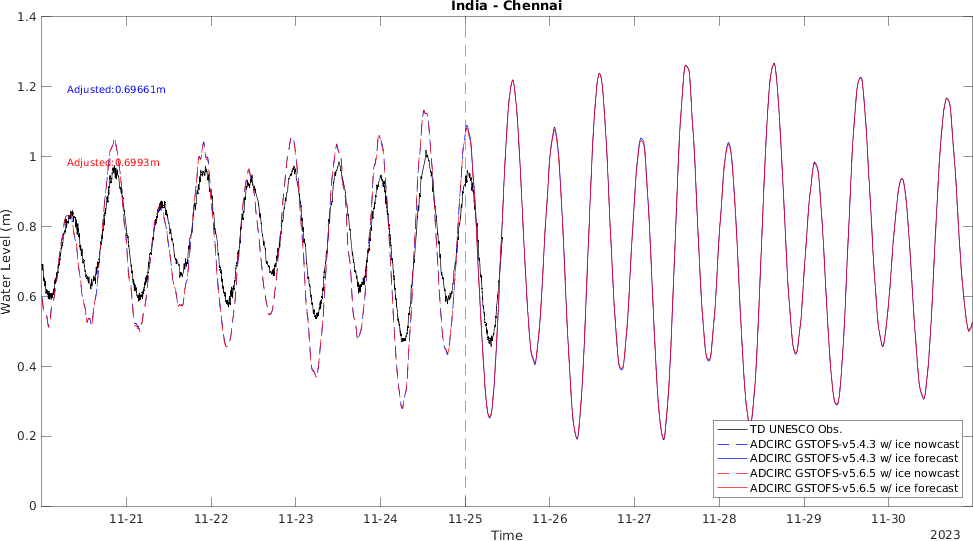 India - Chennai
1.4
1.2
1
0.8
0.6
0.4
0.2
0
Water Level (m)
Adjusted:0.69661m
Adjusted:0.6993m
TD UNESCO Obs.
ADCIRC GSTOFS-v5.4.3 w/ ice nowcast
ADCIRC GSTOFS-v5.4.3 w/ ice forecast
ADCIRC GSTOFS-v5.6.5 w/ ice nowcast
ADCIRC GSTOFS-v5.6.5 w/ ice forecast
11-21 11-22 11-23 11-24 11-25 11-26 11-27 11-28 11-29 11-30
Time
2023